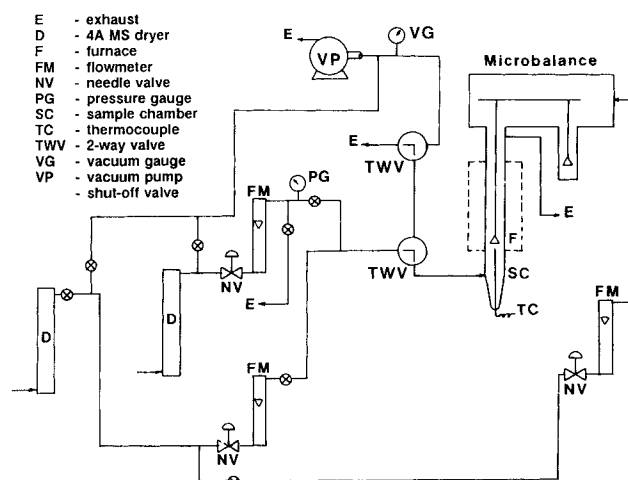 E - exhaust
D - 4A MS dryer
F - furnace
FM - flowmeter
NV - needle valve
PG - pressure gauge
SC - sample chamber
TC - thermocouple
TWV - 2-way valve
VG - vacuum gauge
VP - vacuum pump
- shut-off valve
E
VP
VG
Microbalance
E
TWV
PG
FM
NV
E
TWV
E
F
SC
TC
FM
D
D
FM
NV
NV